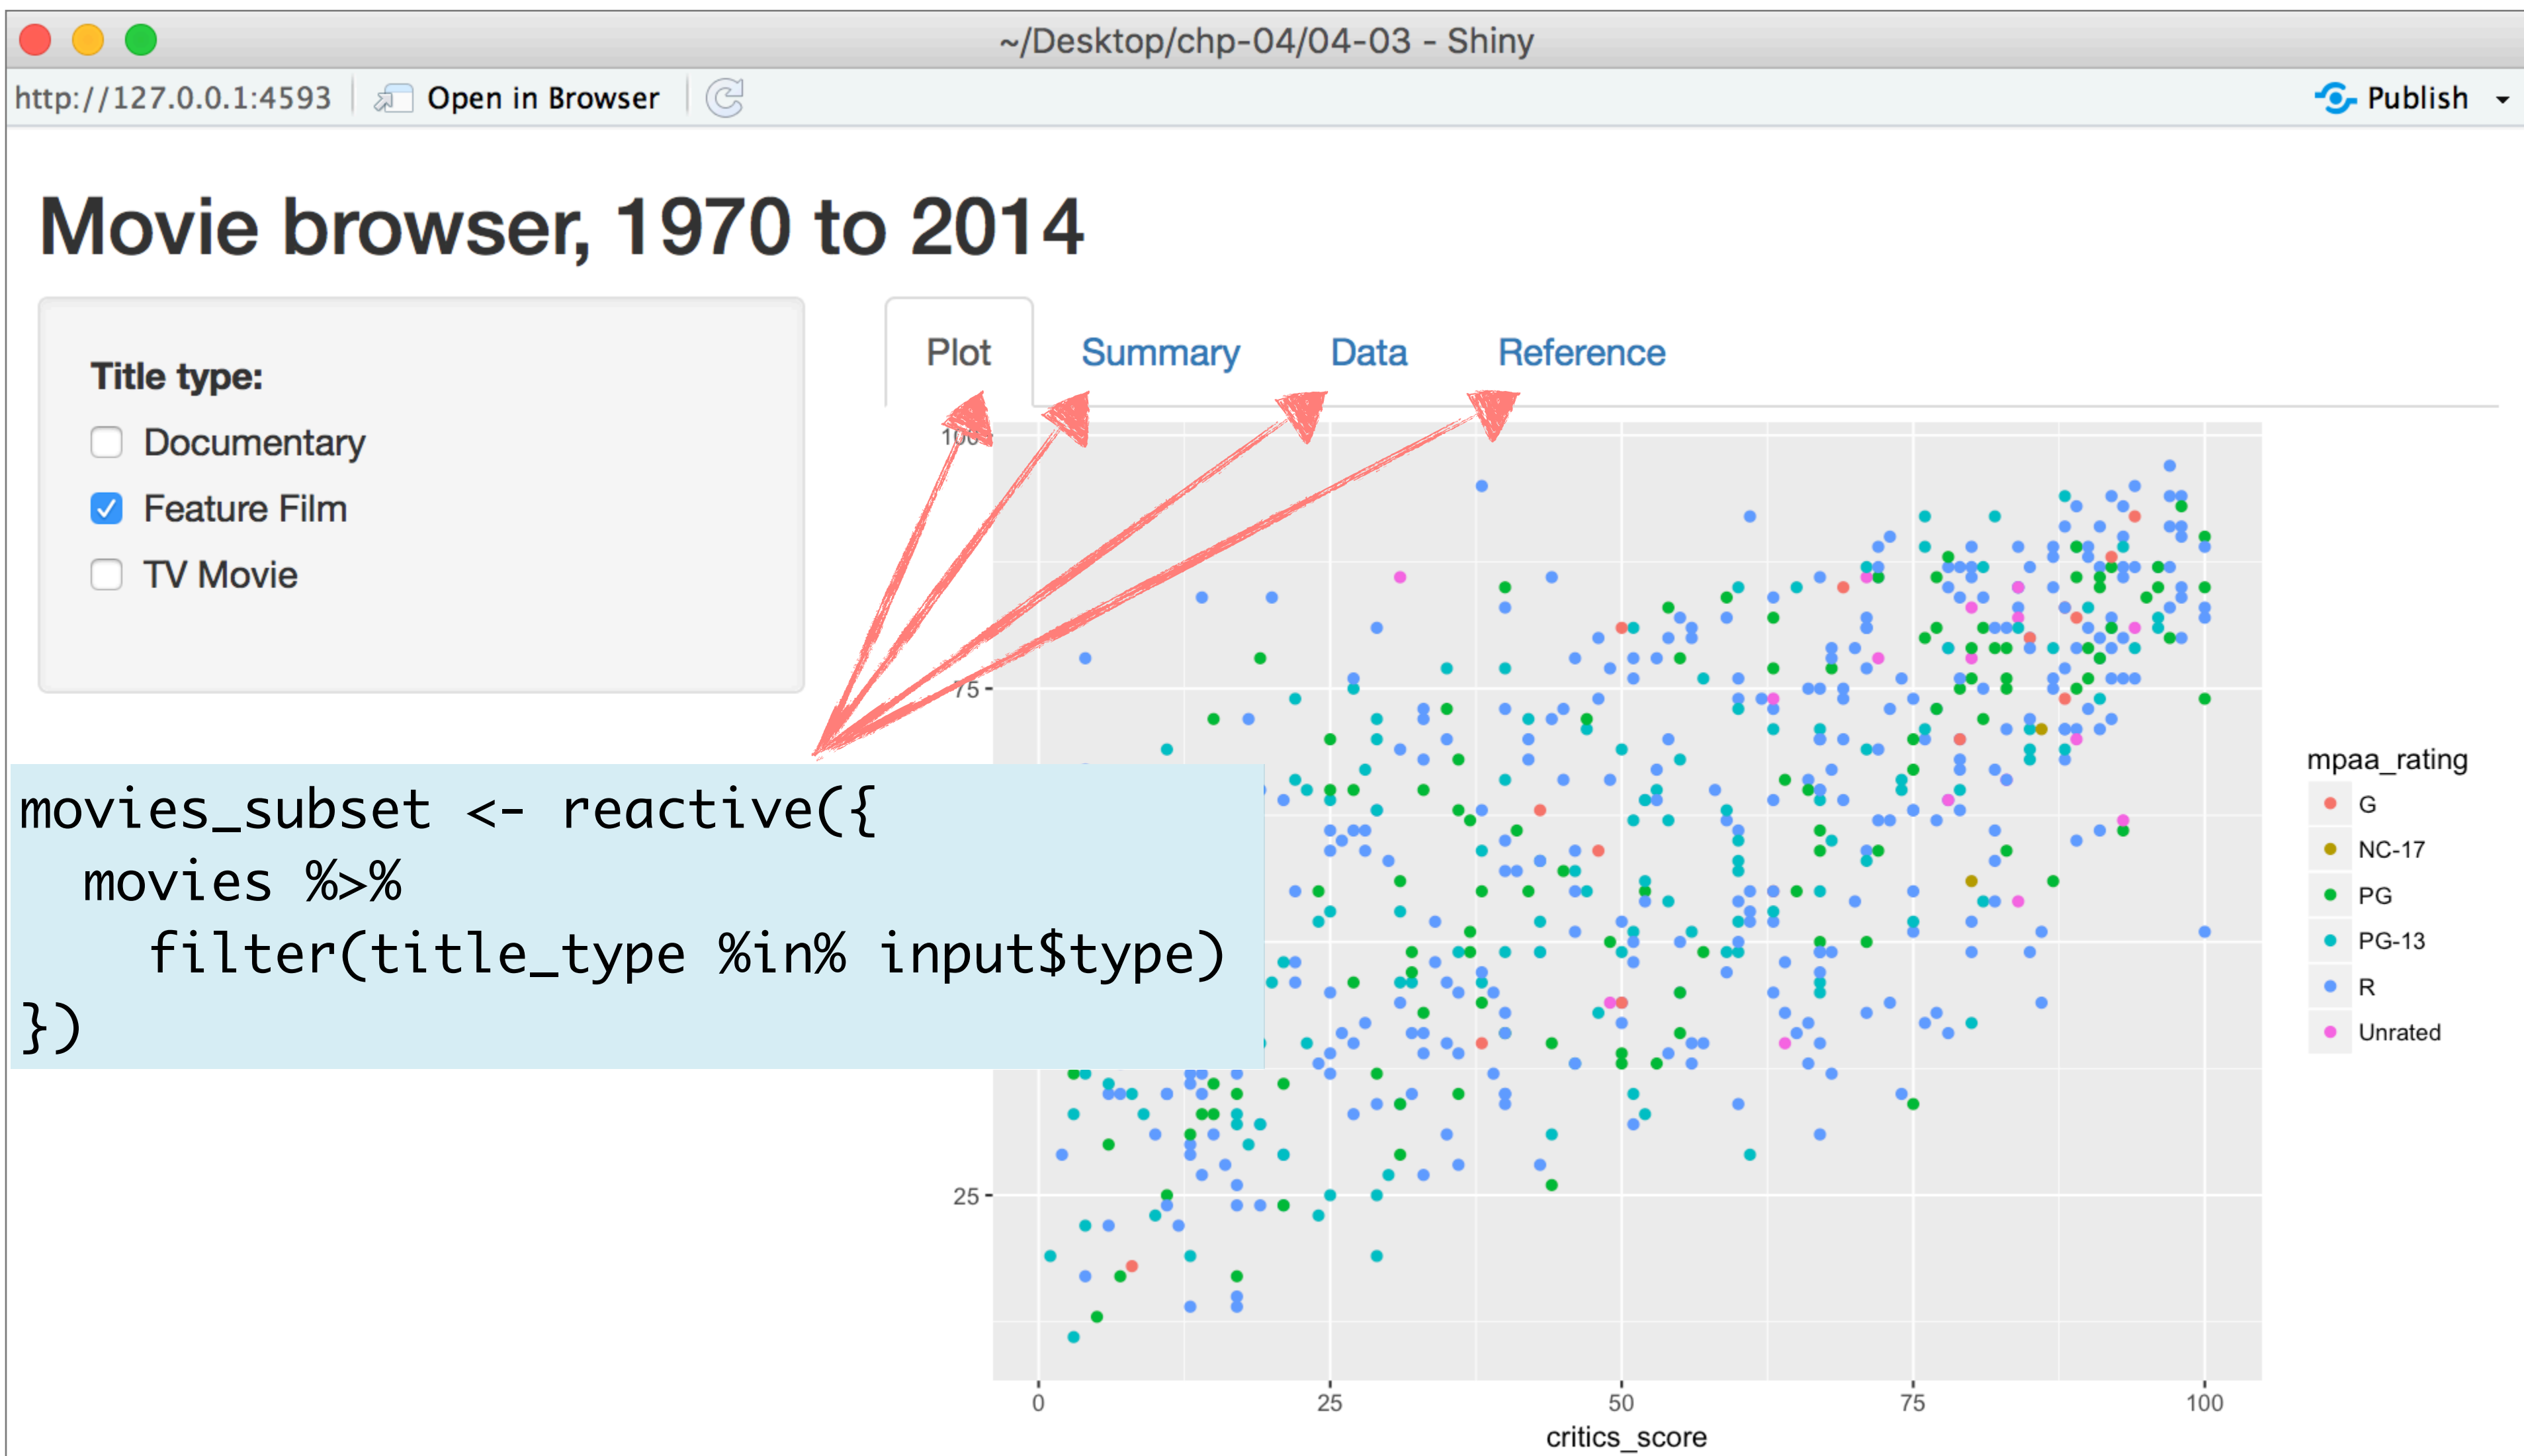 ~/Desktop/chp-04/04-03 - Shiny
http://127.0.0.1:4593 Open in Browser Publish
Movie browser, 1970 to 2014
Title type:
Documentary
Feature Film
TV Movie
Plot Summary Data Reference
100
75
25
movies_subset <- reactive({
  movies %>%
    filter(title_type %in% input$type)
})
mpaa_rating
G
NC-17
PG
PG-13
R
Unrated
0 25 50 75 100
critics_score